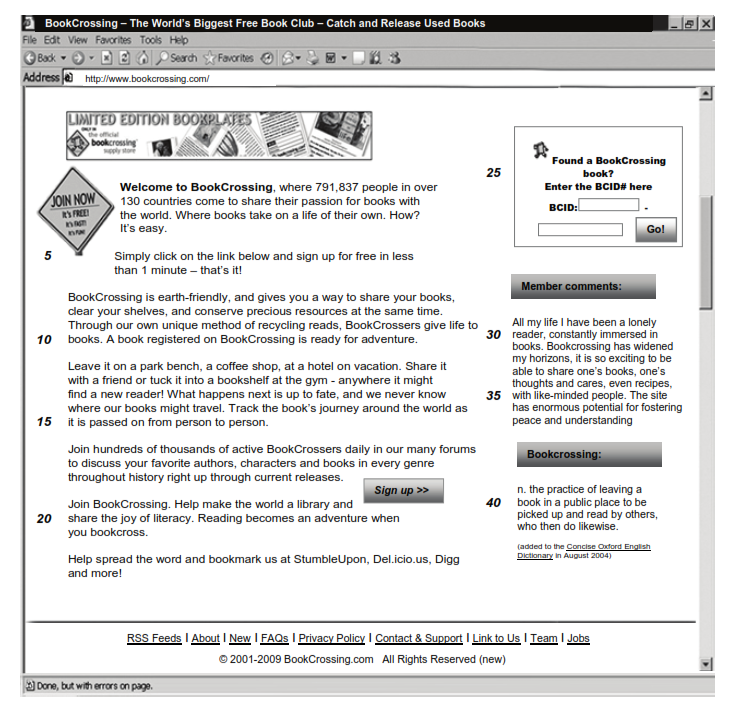 BookCrossing – The World's Biggest Free Book Club – Catch and Release Used Books
File Edit View Favorites Tools Help
Back Search Favorites
Address http://www.bookcrossing.com/
LIMITED EDITION BOOKPLATES
ONLY IN
the official
bookcrossing
supply store
JOIN NOW
It's FREE!
It's FAST!
It's FUN!
Welcome to BookCrossing, where 791,837 people in over
130 countries come to share their passion for books with
the world. Where books take on a life of their own. How?
It's easy.
5 Simply click on the link below and sign up for free in less
than 1 minute – that's it!
BookCrossing is earth-friendly, and gives you a way to share your books,
clear your shelves, and conserve precious resources at the same time.
Through our own unique method of recycling reads, BookCrossers give life to
10 books. A book registered on BookCrossing is ready for adventure.
Leave it on a park bench, a coffee shop, at a hotel on vacation. Share it
with a friend or tuck it into a bookshelf at the gym - anywhere it might
find a new reader! What happens next is up to fate, and we never know
where our books might travel. Track the book's journey around the world as
15 it is passed on from person to person.
Join hundreds of thousands of active BookCrossers daily in our many forums
to discuss your favorite authors, characters and books in every genre
throughout history right up through current releases.
Sign up >>
Join BookCrossing. Help make the world a library and
20 share the joy of literacy. Reading becomes an adventure when
you bookcross.
Help spread the word and bookmark us at StumbleUpon, Del.icio.us, Digg
and more!
25 Found a BookCrossing
book?
Enter the BCID# here
BCID: -
Go!
Member comments:
All my life I have been a lonely
30 reader, constantly immersed in
books. Bookcrossing has widened
my horizons, it is so exciting to be
able to share one's books, one's
thoughts and cares, even recipes,
35 with like-minded people. The site
has enormous potential for fostering
peace and understanding
Bookcrossing:
n. the practice of leaving a
40 book in a public place to be
picked up and read by others,
who then do likewise.
(added to the Concise Oxford English
Dictionary in August 2004)
RSS Feeds | About | New | FAQs | Privacy Policy | Contact & Support | Link to Us | Team | Jobs
© 2001-2009 BookCrossing.com All Rights Reserved (new)
Done, but with errors on page.